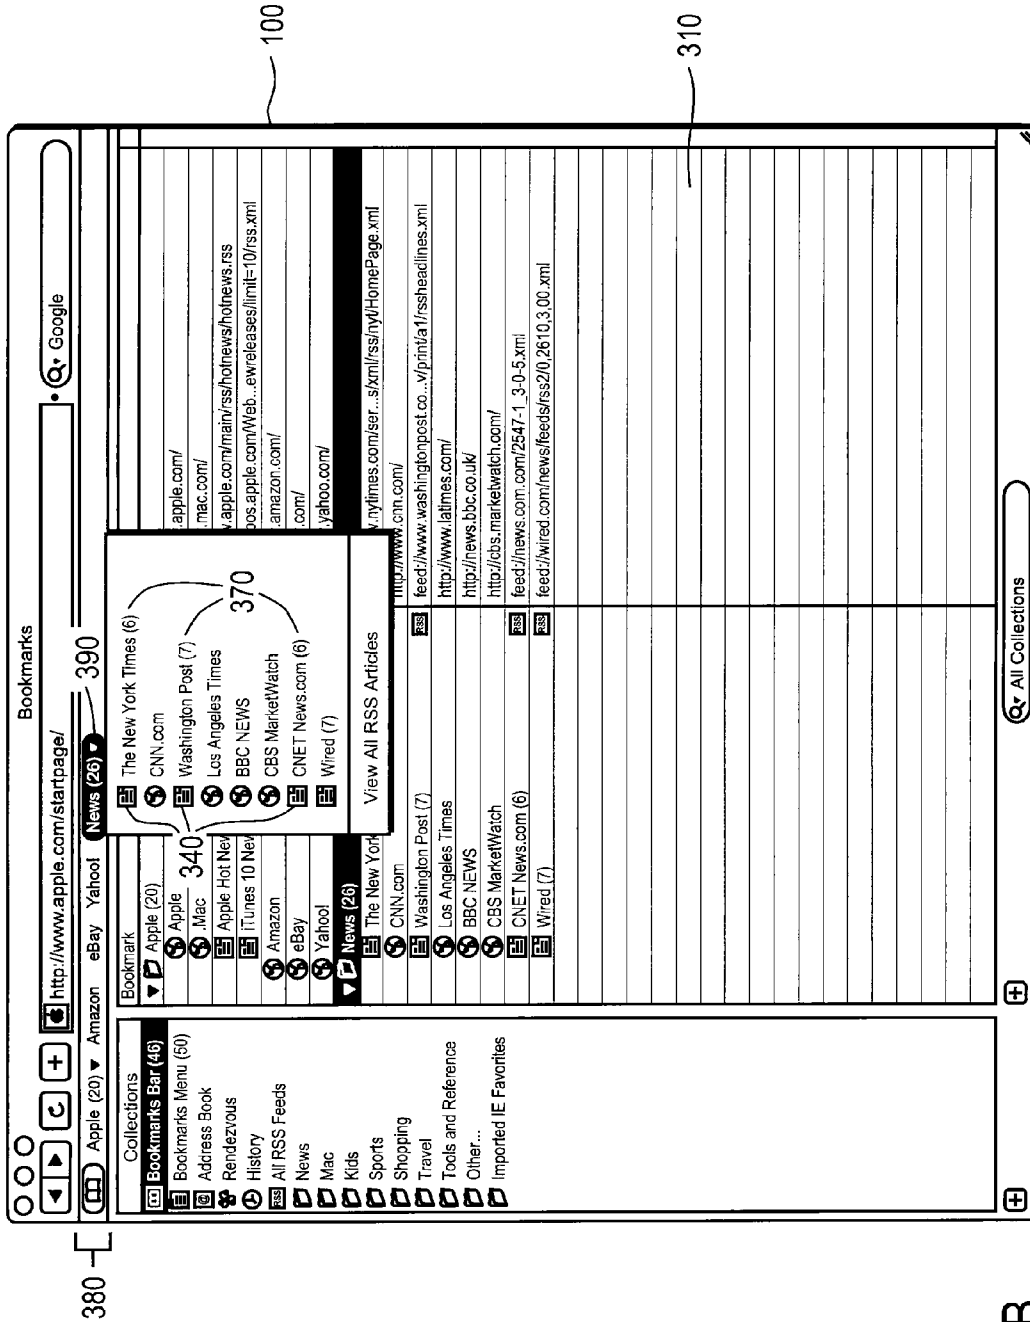 Bookmarks
http://www.apple.com/startpage/
Google
Apple (20) Amazon eBay Yahoo! News (26)
390
380
100
310
Collections
Bookmarks Bar (46)
Bookmarks Menu (50)
Address Book
Rendezvous
History
RSS All RSS Feeds
News
Mac
Kids
Sports
Shopping
Travel
Tools and Reference
Other...
Imported IE Favorites
Bookmark
Apple (20)
Apple
.apple.com/
.Mac
.mac.com/
Apple Hot New
v.apple.com/main/rss/hotnews/hotnews.rss
iTunes 10 New
pos.apple.com/Web...ewreleases/limit=10/rss.xml
Amazon
.amazon.com/
eBay
.com/
Yahoo!
.yahoo.com/
News (26)
The New York
v.nytimes.com/ser...s/xml/rss/nyt/HomePage.xml
CNN.com
http://www.cnn.com/
Washington Post (7)
RSS feed://www.washingtonpost.co...v/print/a1/rssheadlines.xml
Los Angeles Times
http://www.latimes.com/
BBC NEWS
http://news.bbc.co.uk/
CBS MarketWatch
http://cbs.marketwatch.com/
CNET News.com (6)
RSS feed://news.com.com/2547-1_3-0-5.xml
Wired (7)
RSS feed://wired.com/news/feeds/rss2/0,2610,3,00.xml
The New York Times (6)
CNN.com
Washington Post (7)
Los Angeles Times
BBC NEWS
CBS MarketWatch
CNET News.com (6)
Wired (7)
View All RSS Articles
340
370
All Collections
B